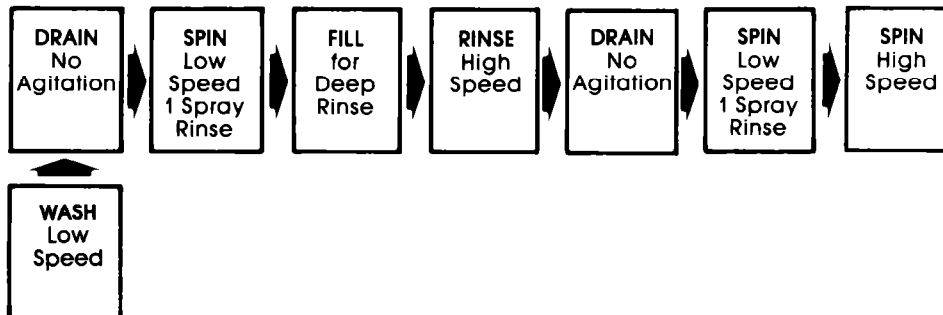 DRAIN
No
Agitation
SPIN
Low
Speed
1 Spray
Rinse
FILL
for
Deep
Rinse
RINSE
High
Speed
DRAIN
No
Agitation
SPIN
Low
Speed
1 Spray
Rinse
SPIN
High
Speed
WASH
Low
Speed